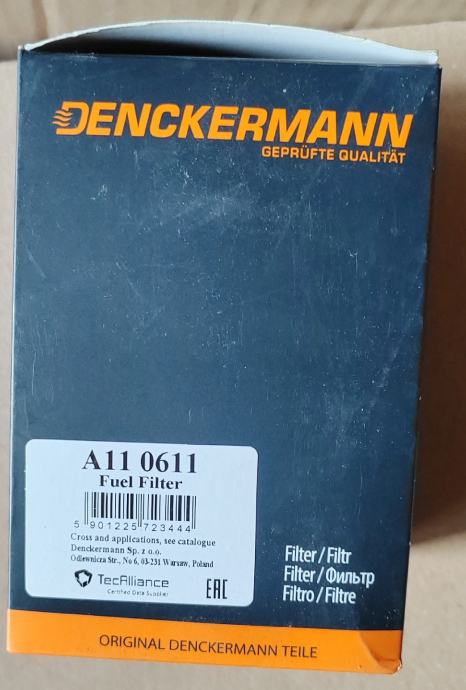 DENCKERMANN
GEPRÜFTE QUALITÄT
A11 0611
Fuel Filter
5 901225 723444
Cross and applications, see catalogue
Denckermann Sp. z o.o.
Odlewnicza Str., No 6, 03-231 Warsaw, Poland
TecAlliance
Certified Data Supplier
EAC
Filter / Filtr
Filter / Фильтр
Filtro / Filtre
ORIGINAL DENCKERMANN TEILE